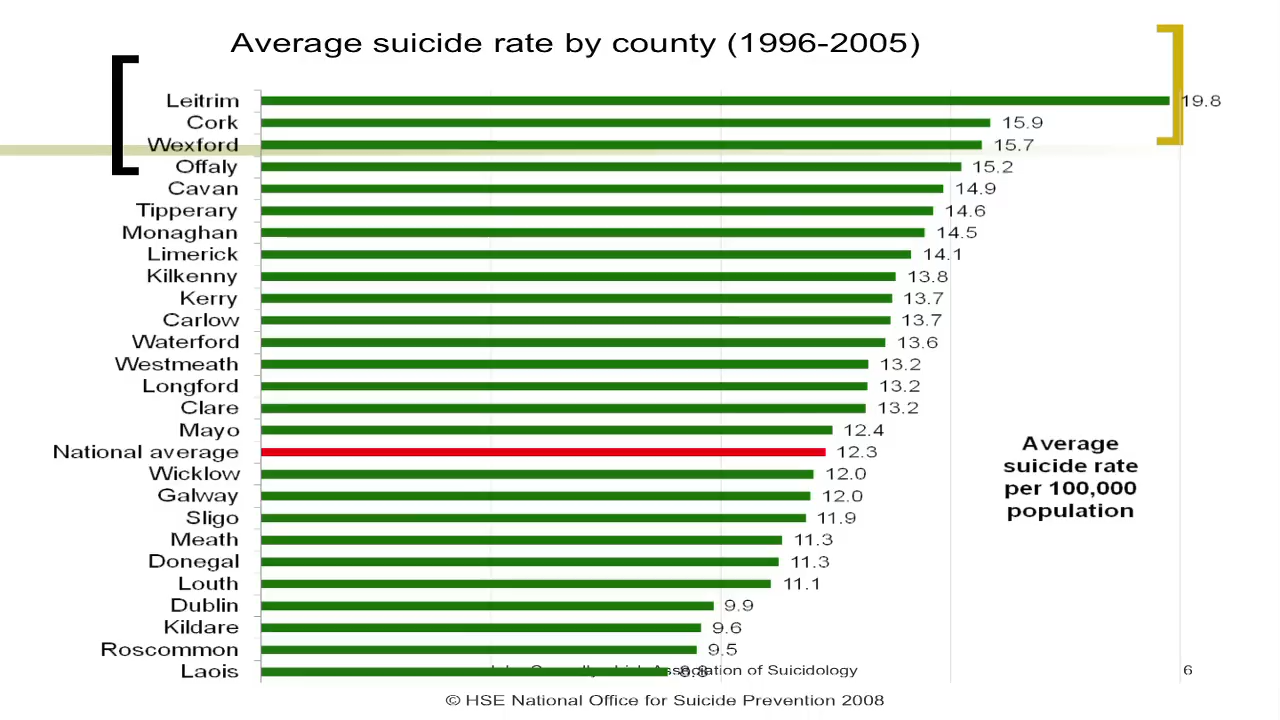 Average suicide rate by county (1996-2005)
Leitrim 19.8
Cork 15.9
Wexford 15.7
Offaly 15.2
Cavan 14.9
Tipperary 14.6
Monaghan 14.5
Limerick 14.1
Kilkenny 13.8
Kerry 13.7
Carlow 13.7
Waterford 13.6
Westmeath 13.2
Longford 13.2
Clare 13.2
Mayo 12.4
National average 12.3
Wicklow 12.0
Galway 12.0
Sligo 11.9
Meath 11.3
Donegal 11.3
Louth 11.1
Dublin 9.9
Kildare 9.6
Roscommon 9.5
Laois
Average
suicide rate
per 100,000
population
Association of Suicidology
6
© HSE National Office for Suicide Prevention 2008